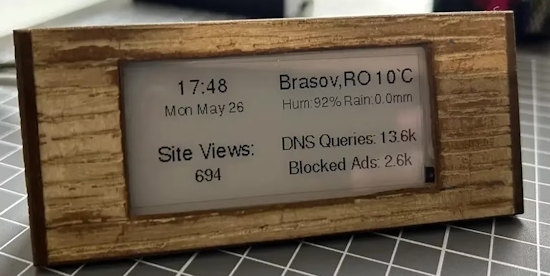 17:48
Mon May 26
Brasov,RO 10°C
Hum:92% Rain:0.0mm
Site Views:
694
DNS Queries: 13.6k
Blocked Ads: 2.6k